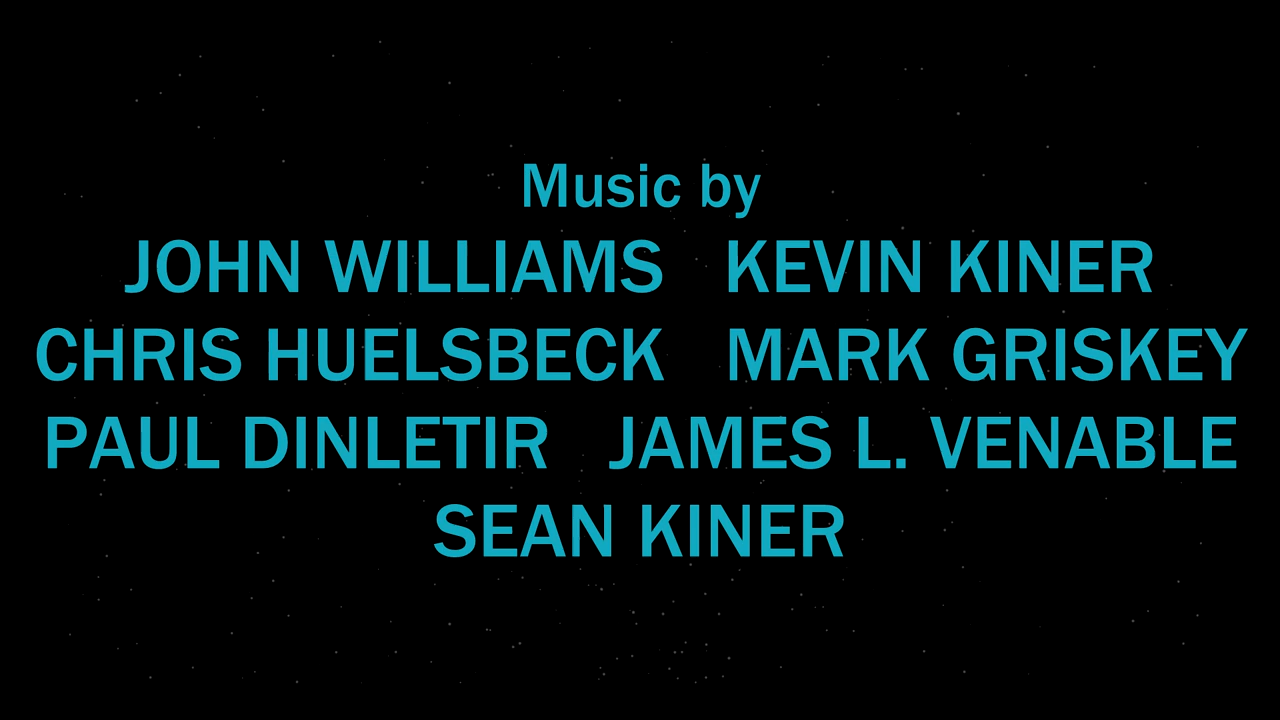 Music by
JOHN WILLIAMS KEVIN KINER
CHRIS HUELSBECK MARK GRISKEY
PAUL DINLETIR JAMES L. VENABLE
SEAN KINER